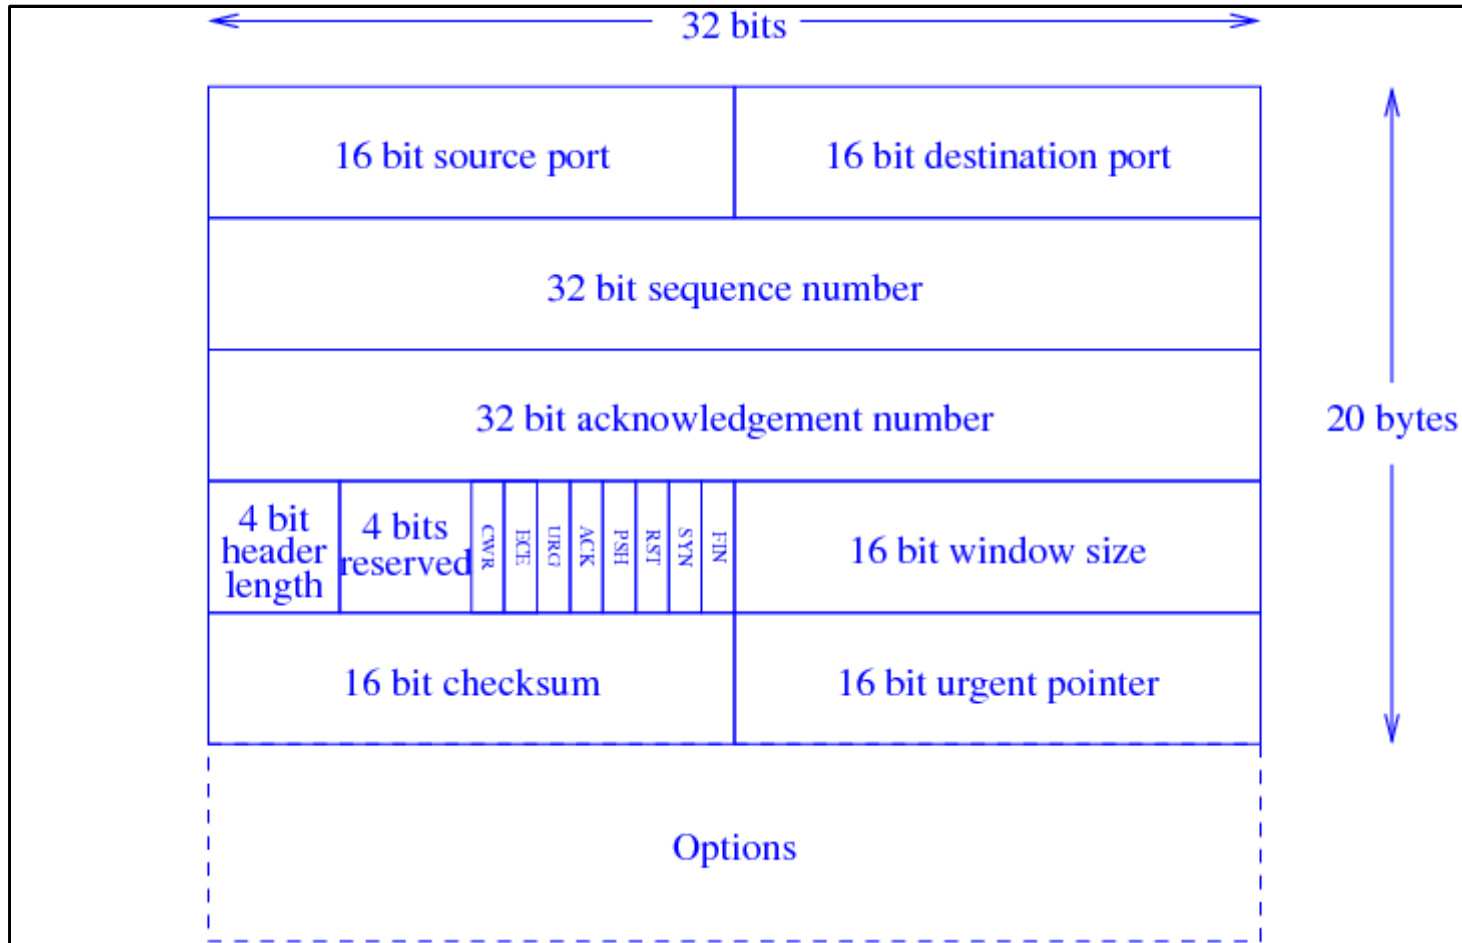 32 bits
16 bit source port
16 bit destination port
32 bit sequence number
32 bit acknowledgement number
20 bytes
4 bit
header
length
4 bits
reserved
CWR
ECE
URG
ACK
PSH
RST
SYN
FIN
16 bit window size
16 bit checksum
16 bit urgent pointer
Options